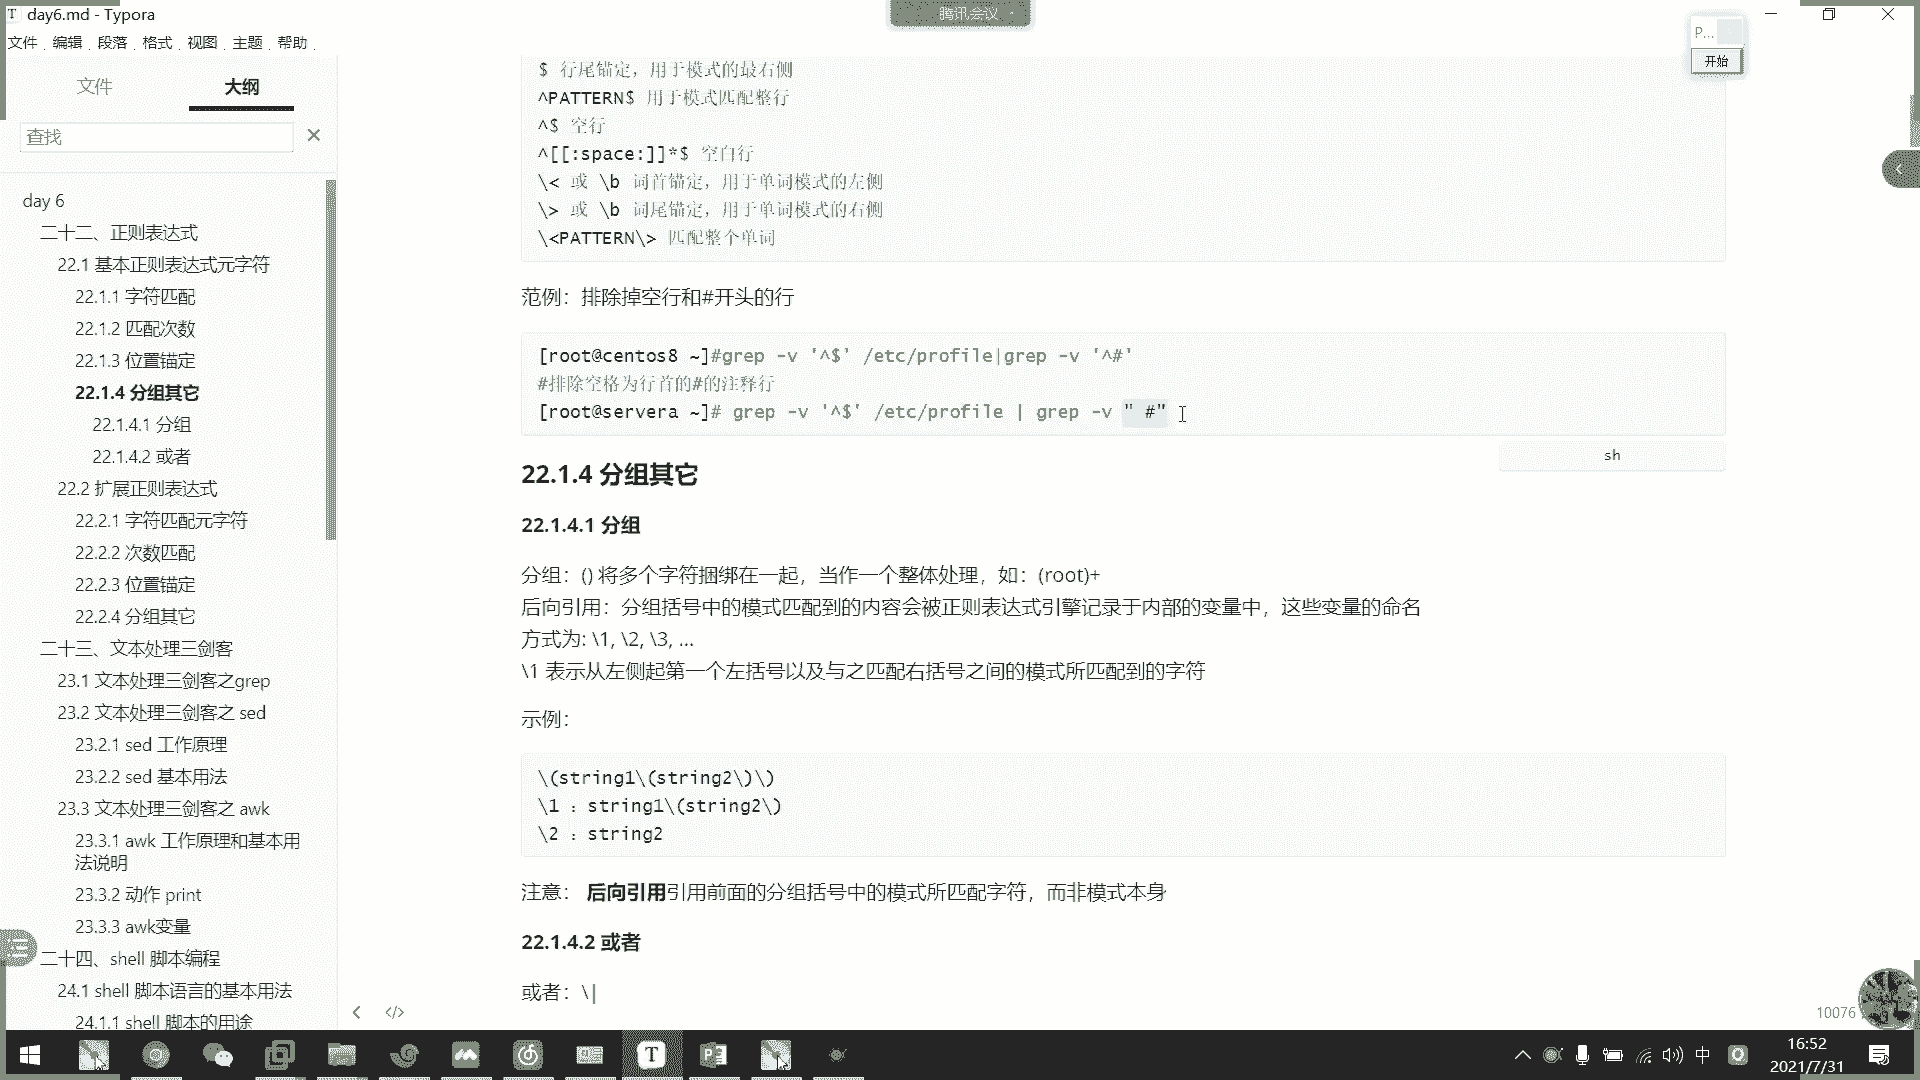 day6.md - Typora
腾讯会议
文件 编辑 段落 格式 视图 主题 帮助
P...
开始
文件
大纲
查找
day 6
二十二、正则表达式
22.1 基本正则表达式元字符
22.1.1 字符匹配
22.1.2 匹配次数
22.1.3 位置锚定
22.1.4 分组其它
22.1.4.1 分组
22.1.4.2 或者
22.2 扩展正则表达式
22.2.1 字符匹配元字符
22.2.2 次数匹配
22.2.3 位置锚定
22.2.4 分组其它
二十三、文本处理三剑客
23.1 文本处理三剑客之grep
23.2 文本处理三剑客之 sed
23.2.1 sed 工作原理
23.2.2 sed 基本用法
23.3 文本处理三剑客之 awk
23.3.1 awk 工作原理和基本用
法说明
23.3.2 动作 print
23.3.3 awk变量
二十四、shell 脚本编程
24.1 shell 脚本语言的基本用法
24.1.1 shell 脚本的用途
$ 行尾锚定，用于模式的最右侧
^PATTERN$ 用于模式匹配整行
^$ 空行
^[[:space:]]*$ 空白行
\< 或 \b 词首锚定，用于单词模式的左侧
\> 或 \b 词尾锚定，用于单词模式的右侧
\<PATTERN\> 匹配整个单词
范例：排除掉空行和#开头的行
[root@centos8 ~]#grep -v '^$' /etc/profile|grep -v '^#'
#排除空格为行首的#的注释行
[root@servera ~]# grep -v '^$' /etc/profile | grep -v " #"
sh
22.1.4 分组其它
22.1.4.1 分组
分组：() 将多个字符捆绑在一起，当作一个整体处理，如：(root)+
后向引用：分组括号中的模式匹配到的内容会被正则表达式引擎记录于内部的变量中，这些变量的命名
方式为: \1, \2, \3, ...
\1 表示从左侧起第一个左括号以及与之匹配右括号之间的模式所匹配到的字符
示例：
\(string1\(string2\)\)
\1 ：string1\(string2\)
\2 ：string2
注意： 后向引用引用前面的分组括号中的模式所匹配字符，而非模式本身
22.1.4.2 或者
或者：\|
10076
中
16:52
2021/7/31